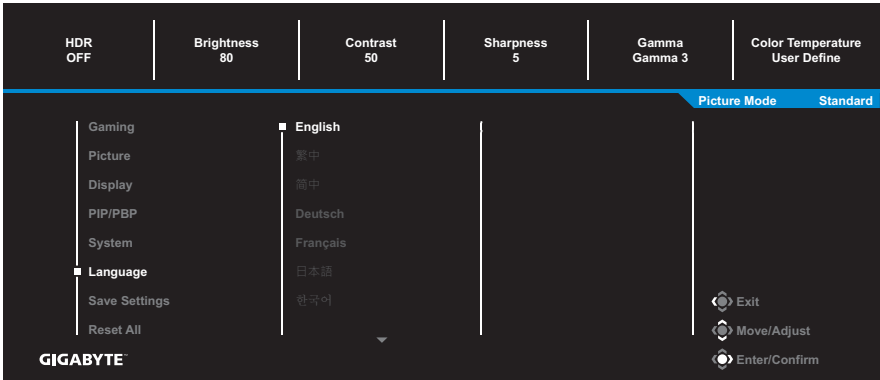 HDR
OFF
Brightness
80
Contrast
50
Sharpness
5
Gamma
Gamma 3
Color Temperature
User Define
Picture Mode Standard
Gaming
Picture
Display
PIP/PBP
System
Language
Save Settings
Reset All
English
繁中
简中
Deutsch
Français
日本語
한국어
Exit
Move/Adjust
Enter/Confirm
GIGABYTE™